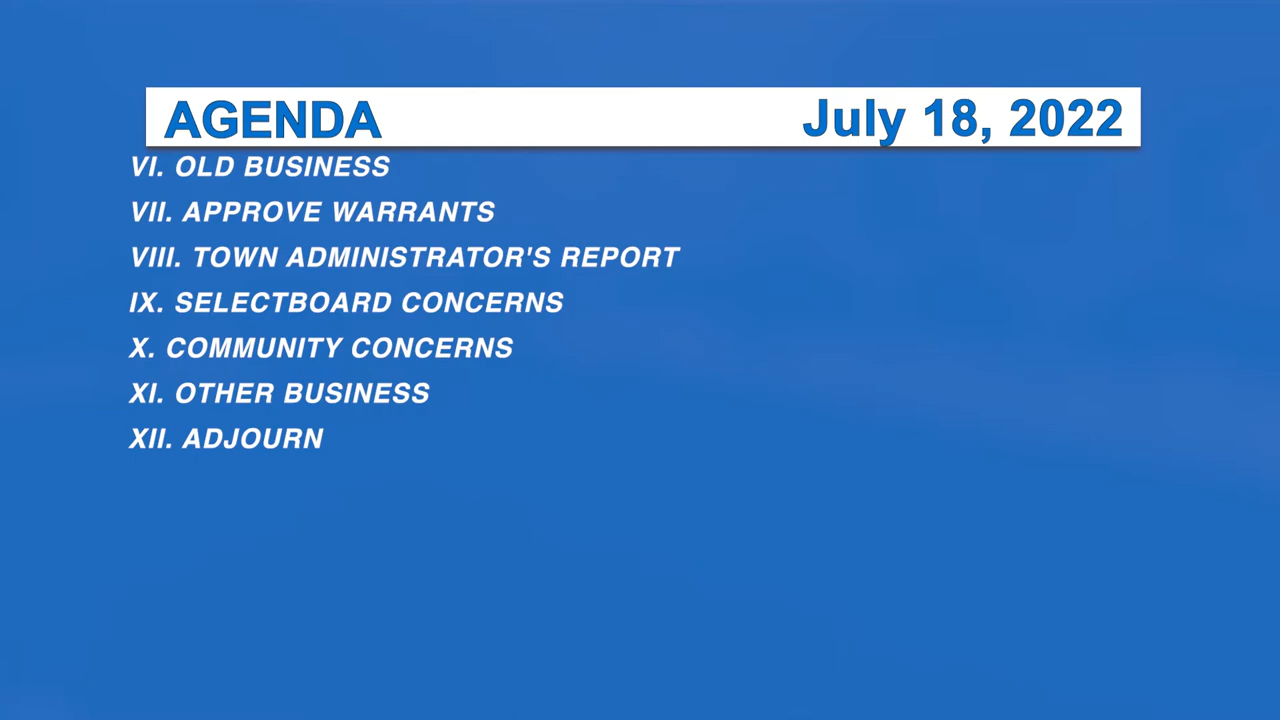 AGENDA July 18, 2022
VI. OLD BUSINESS
VII. APPROVE WARRANTS
VIII. TOWN ADMINISTRATOR'S REPORT
IX. SELECTBOARD CONCERNS
X. COMMUNITY CONCERNS
XI. OTHER BUSINESS
XII. ADJOURN